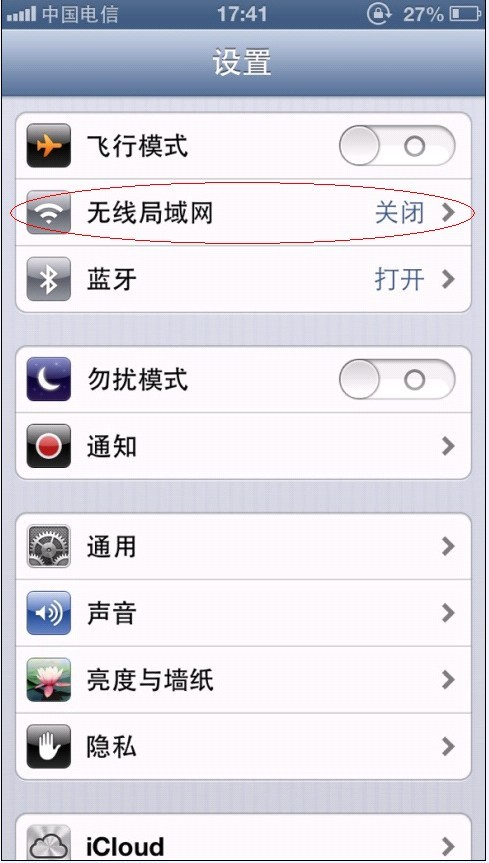 中国电信 17:41 27%
设置
飞行模式
无线局域网 关闭
蓝牙 打开
勿扰模式
通知
通用
声音
亮度与墙纸
隐私
iCloud